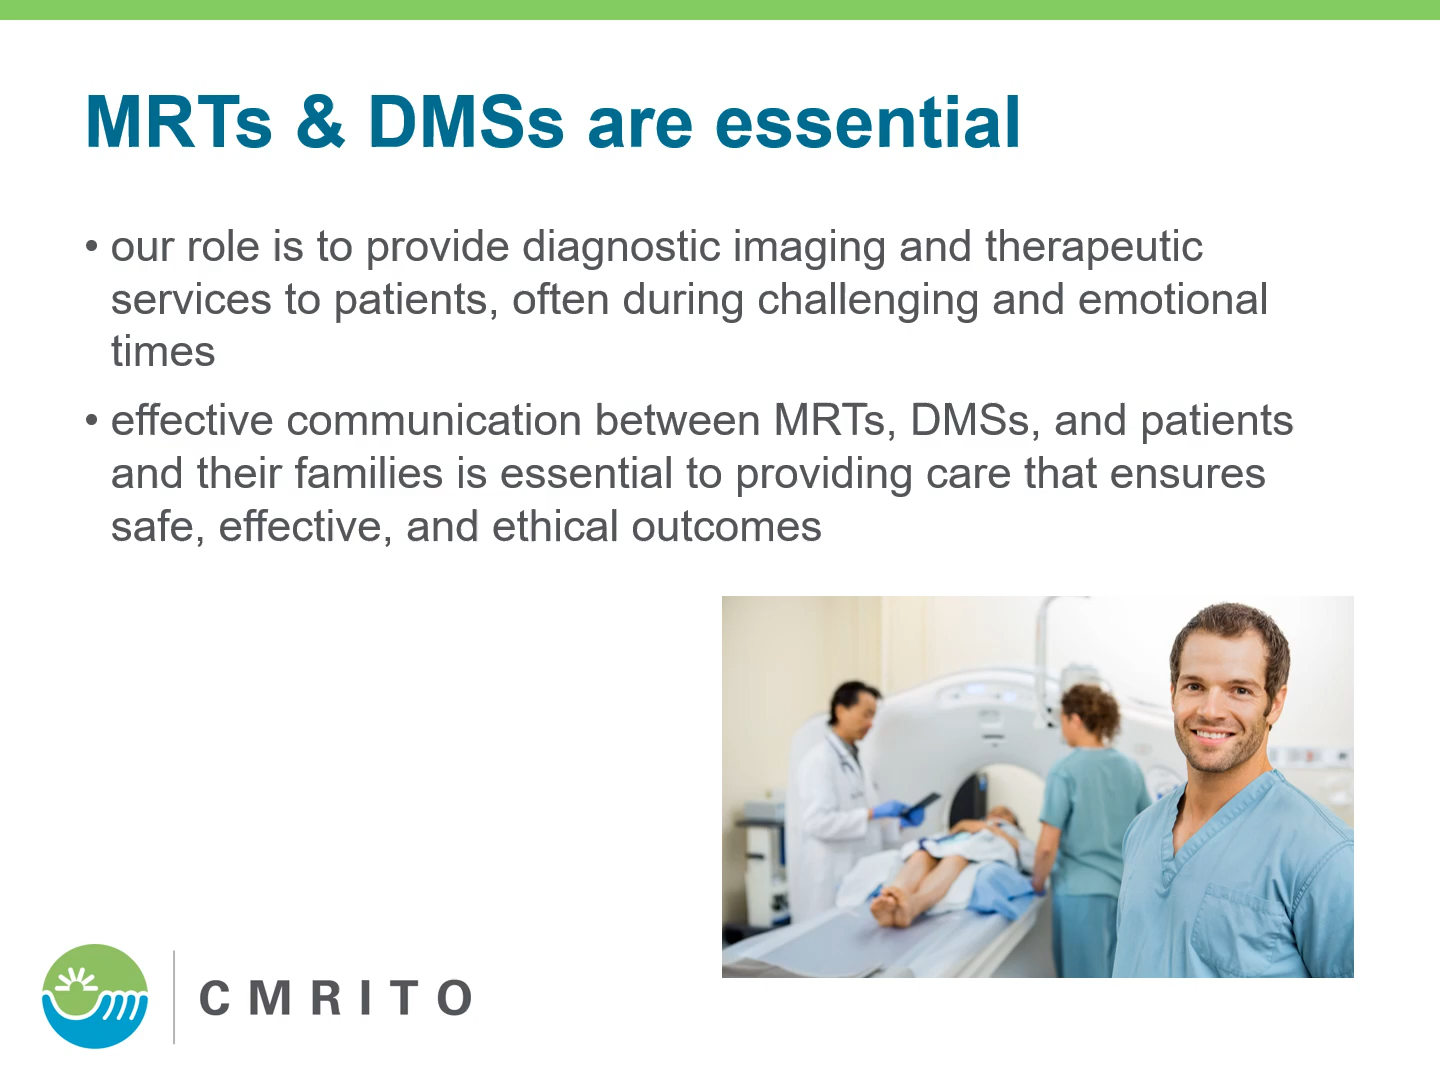 MRTs & DMSs are essential
• our role is to provide diagnostic imaging and therapeutic
services to patients, often during challenging and emotional
times
• effective communication between MRTs, DMSs, and patients
and their families is essential to providing care that ensures
safe, effective, and ethical outcomes
CMRITO